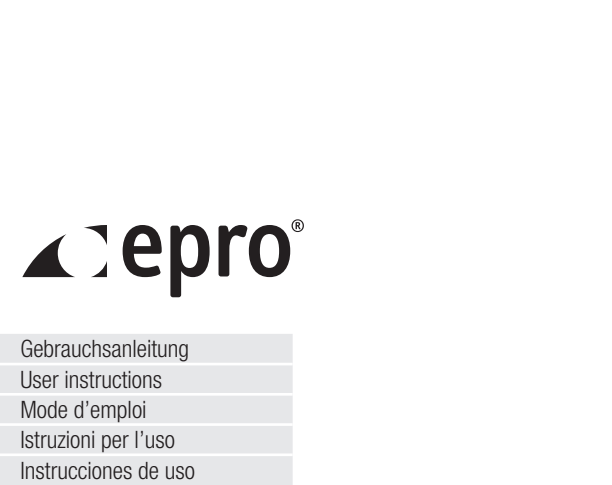 epro®
Gebrauchsanleitung
User instructions
Mode d’emploi
Istruzioni per l’uso
Instrucciones de uso